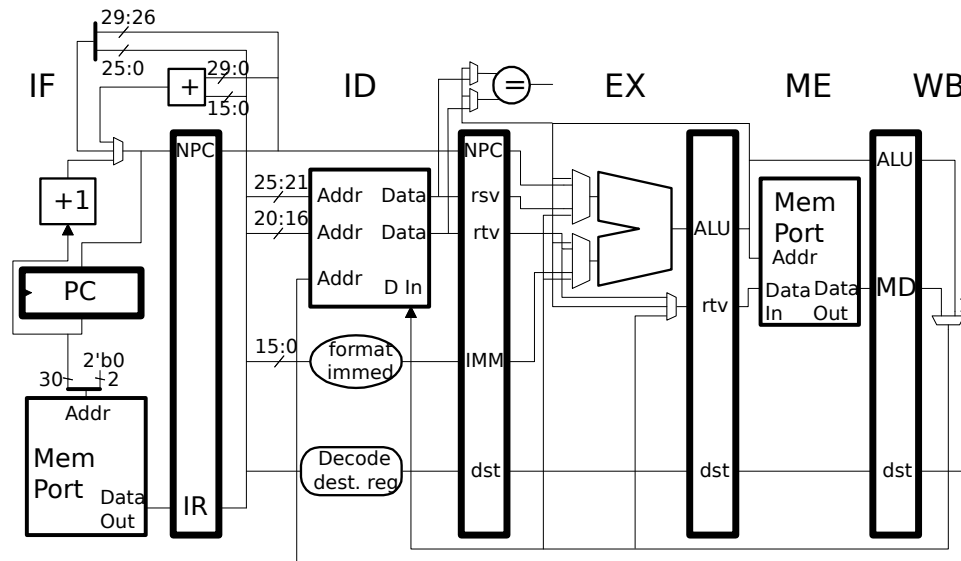 29:26
25:0
IF
+
29:0
15:0
ID
=
EX
ME
WB
NPC
NPC
ALU
+1
25:21
Addr
Data
rsv
Mem
Port
20:16
Addr
Data
rtv
ALU
Addr
Addr
D In
PC
Data
In
Data
Out
MD
rtv
15:0
format
immed
IMM
2'b0
30
2
Addr
Mem
Port
Data
Out
IR
Decode
dest. reg
dst
dst
dst